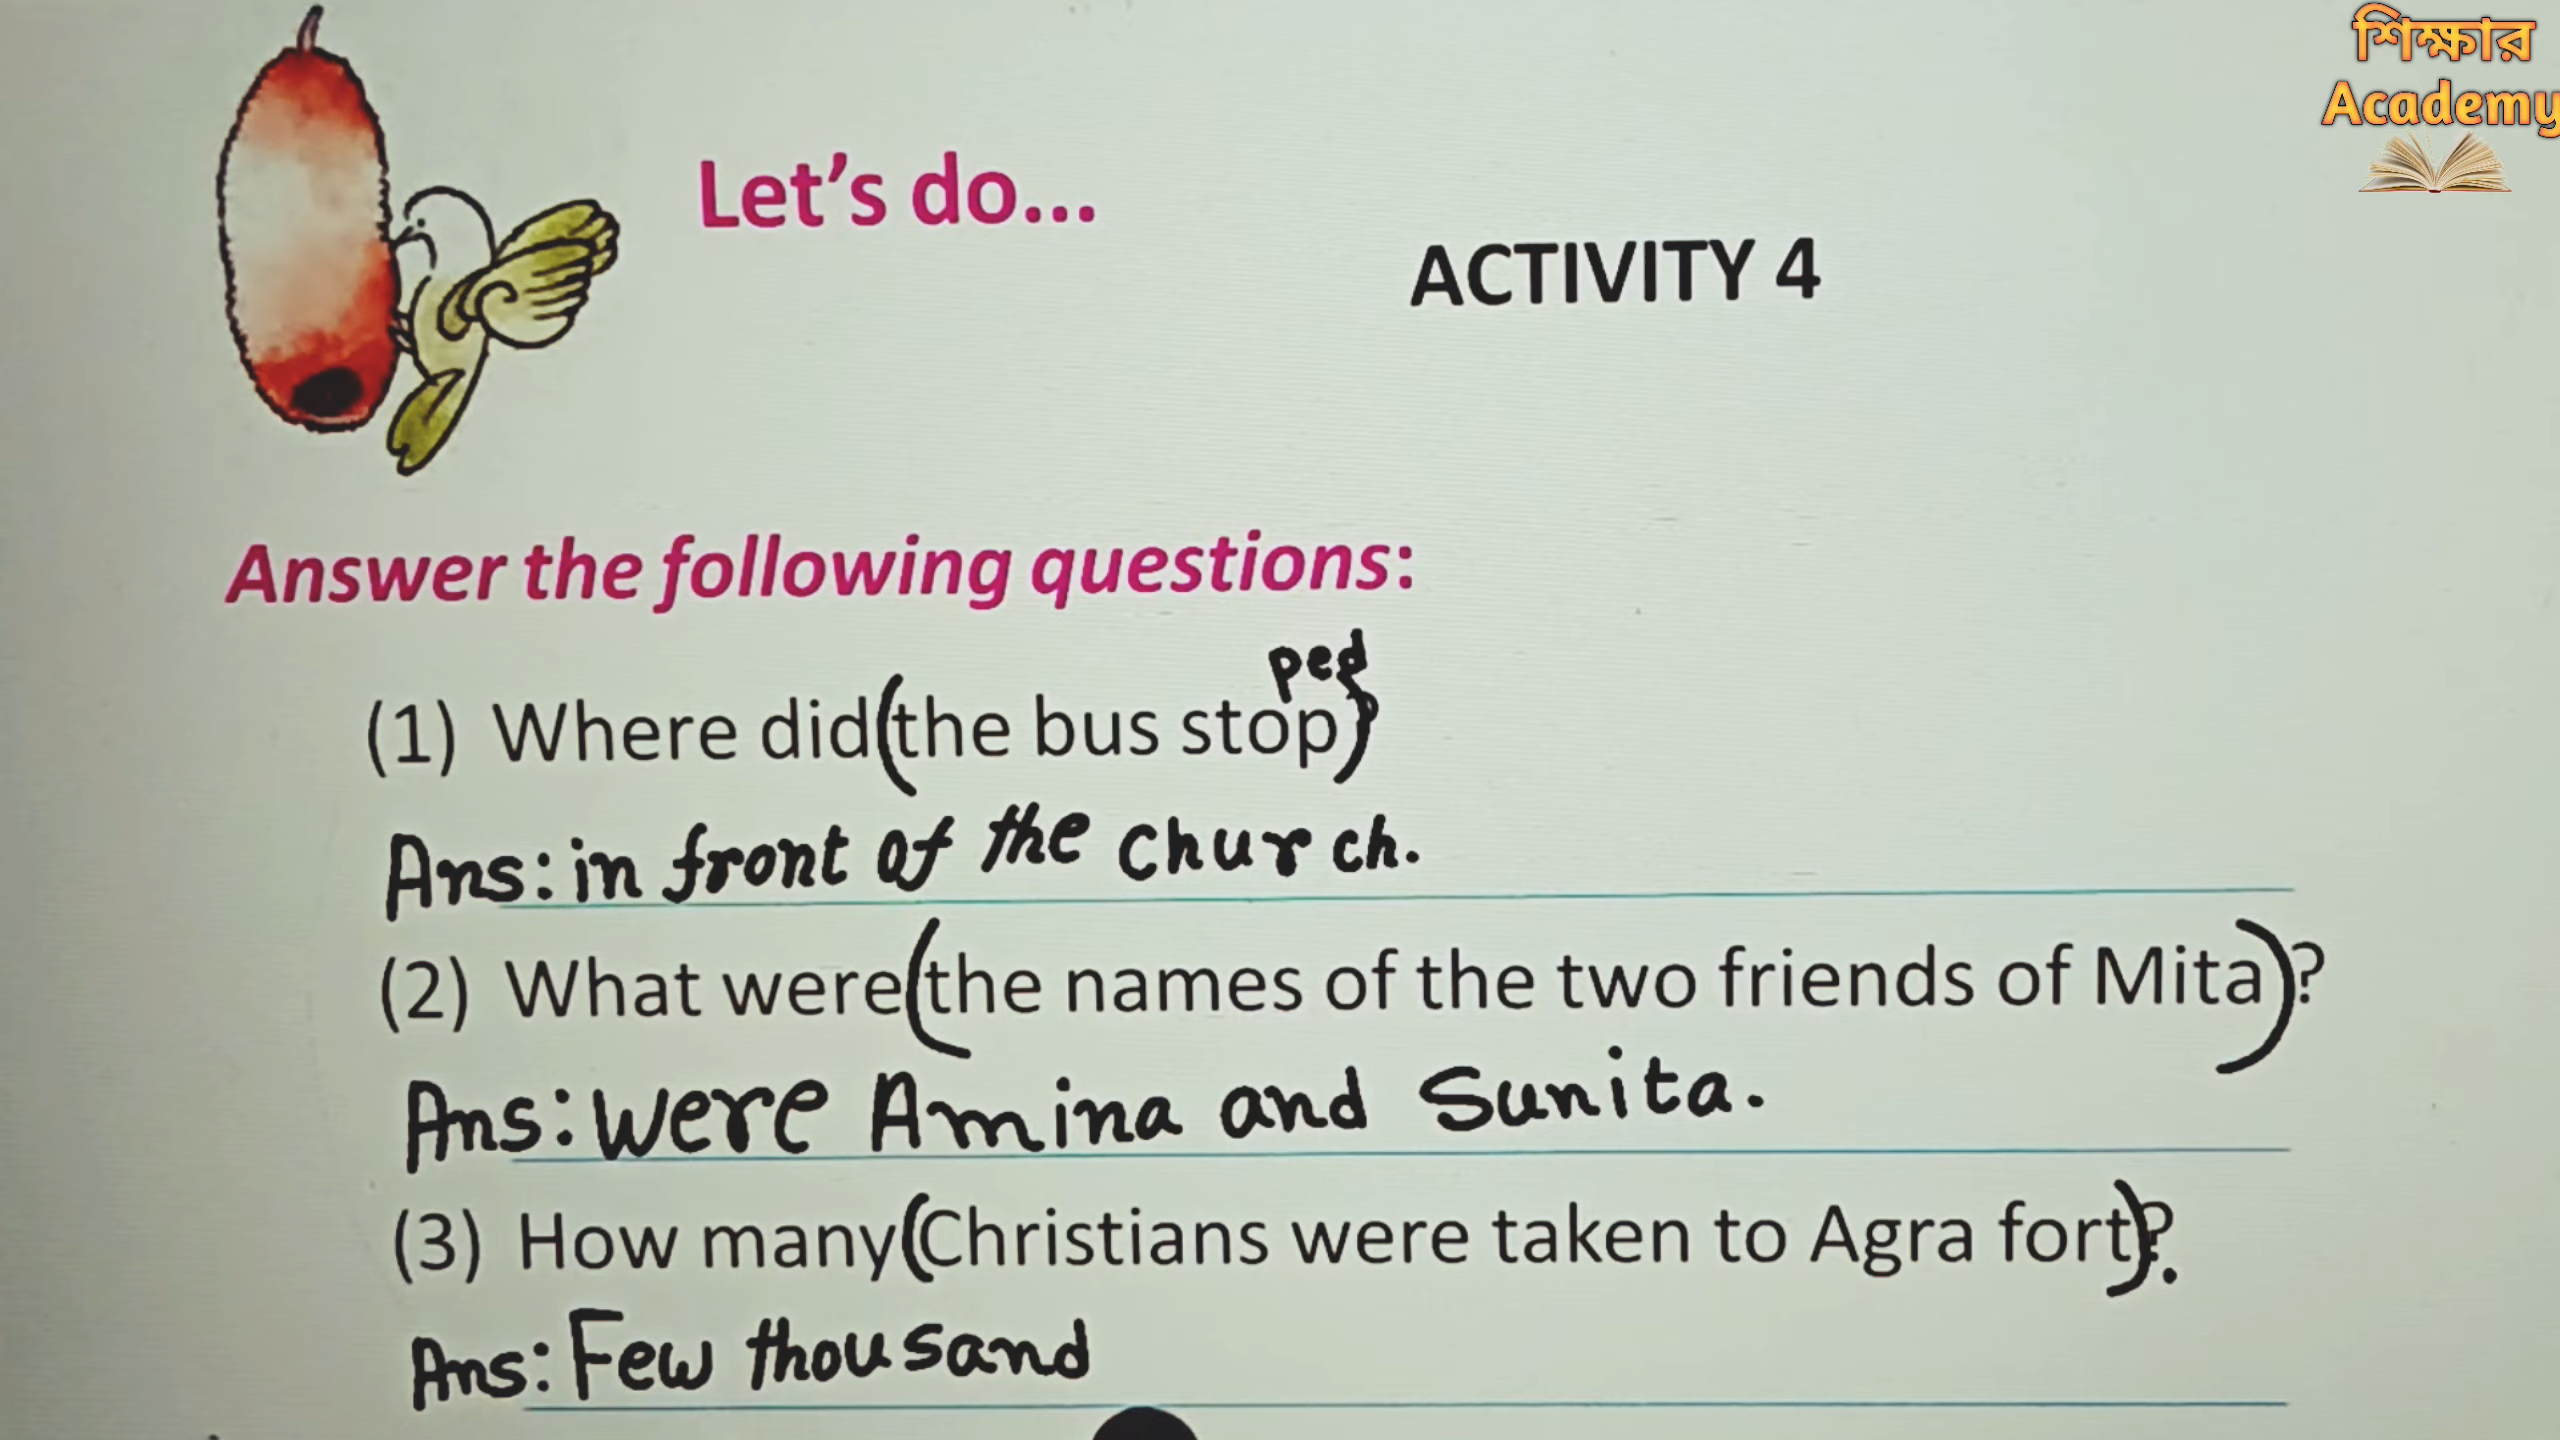 শিক্ষার
Academy
Let's do...
ACTIVITY 4
Answer the following questions:
ped
(1) Where did(the bus stop)?
Ans: in front of the church.
(2) What were(the names of the two friends of Mita)?
Ans: were Amina and Sunita.
(3) How many(Christians were taken to Agra fort)?.
Ans: Few thousand